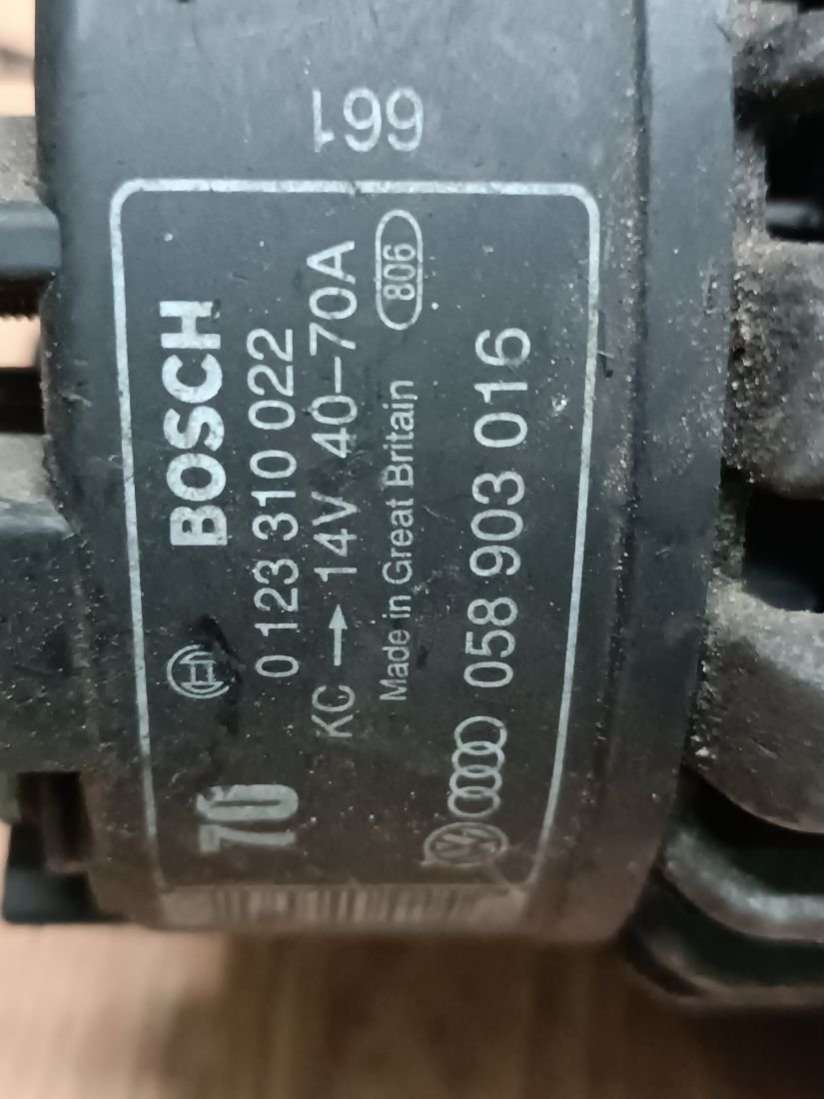 661
70 BOSCH
0 123 310 022
KC → 14V 40-70A
Made in Great Britain 806
058 903 016